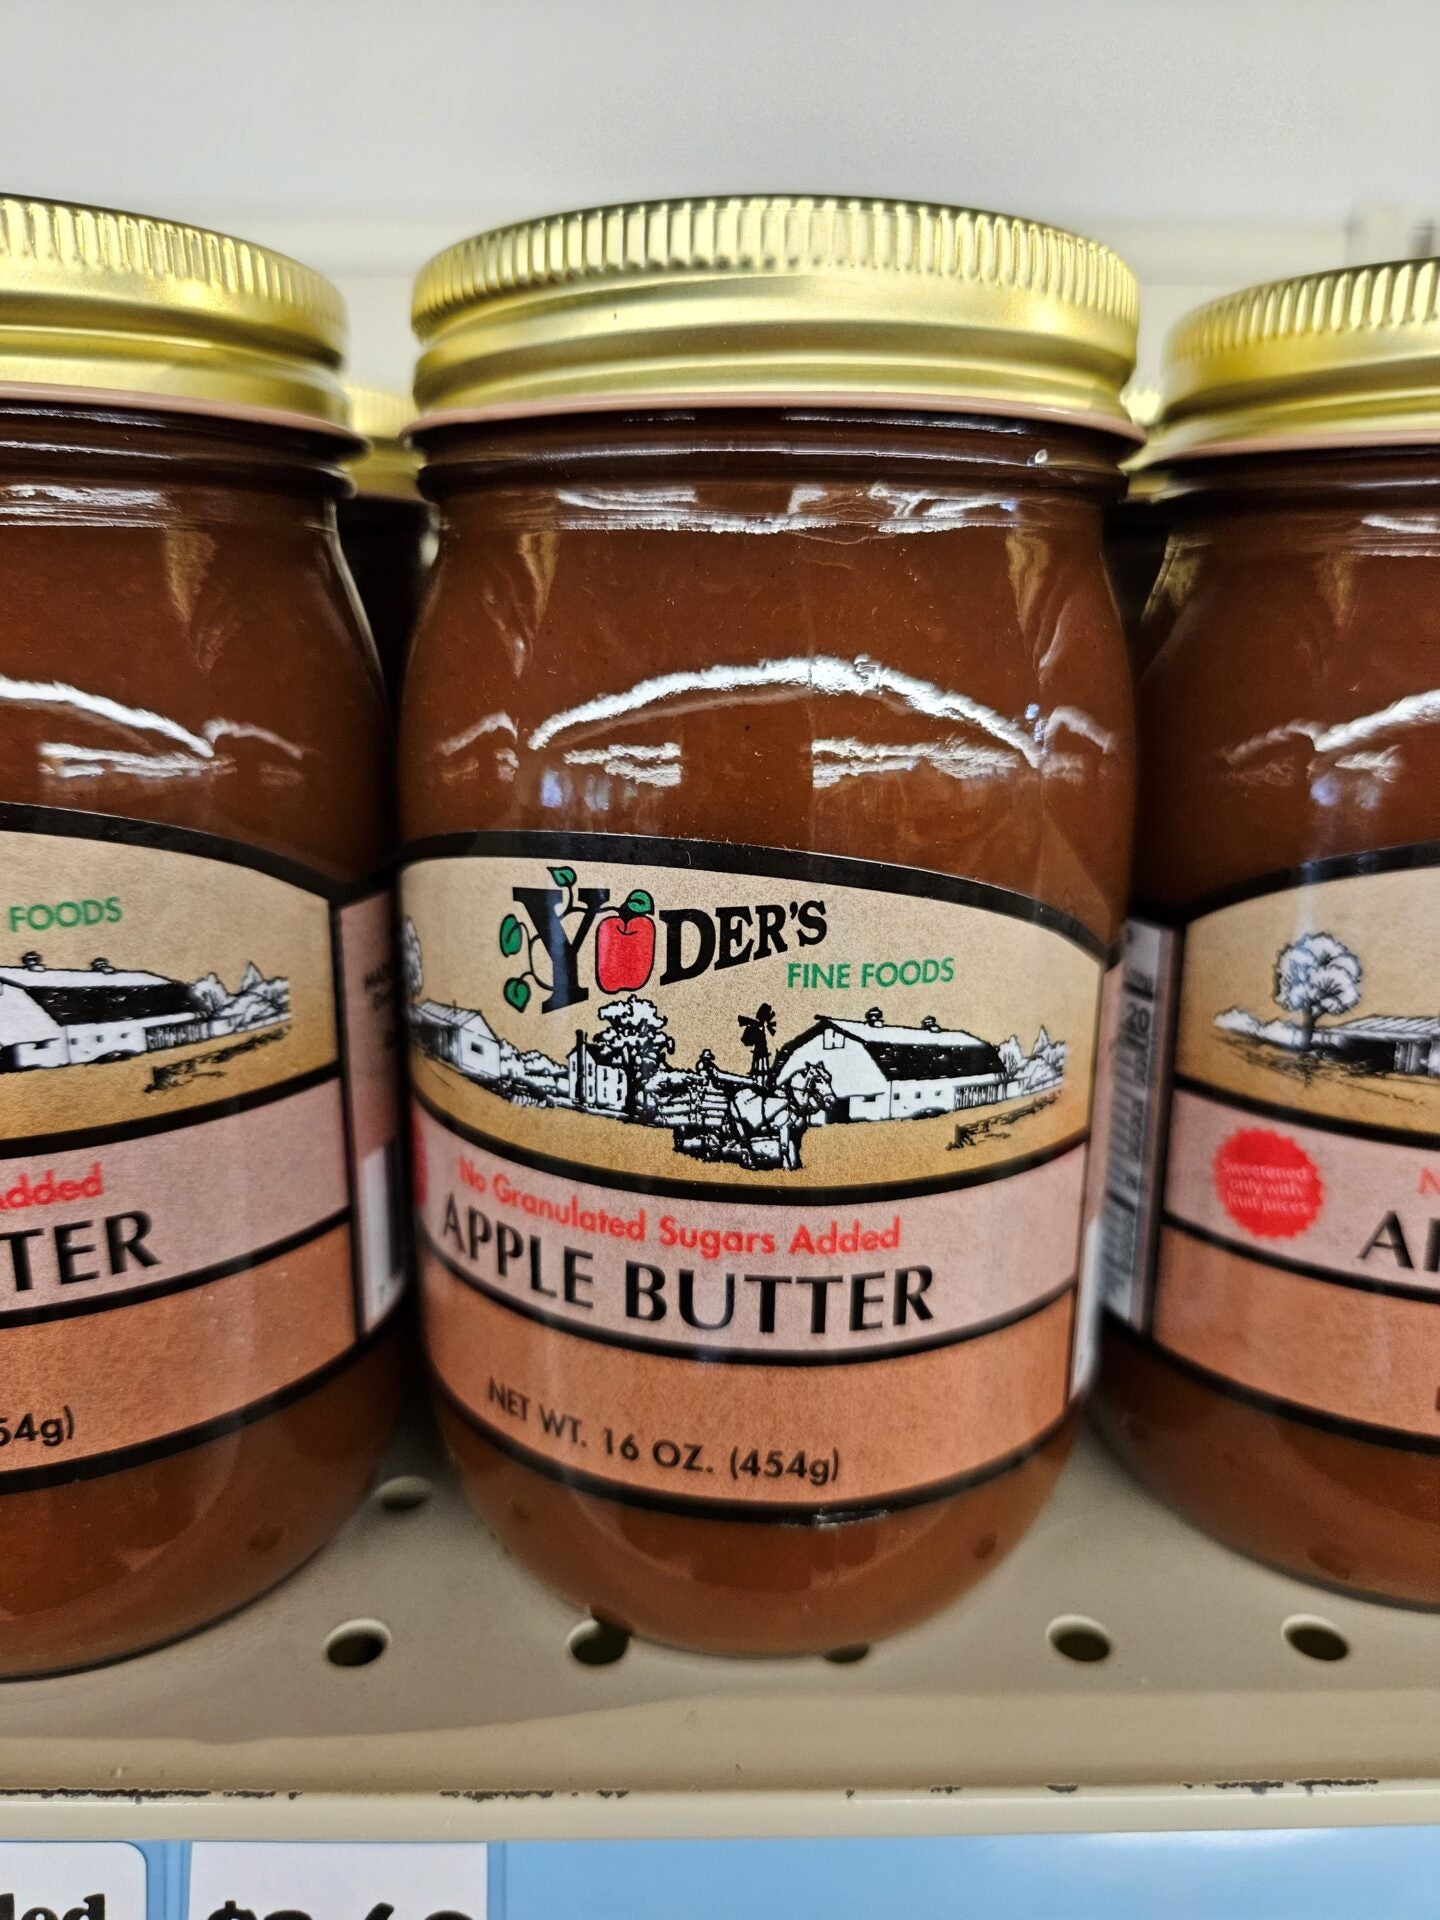 YODER'S
FINE FOODS
No Granulated Sugars Added
APPLE BUTTER
NET WT. 16 OZ. (454g)
FOODS
Added
TER
54g)
Sweetened
only with
fruit juices